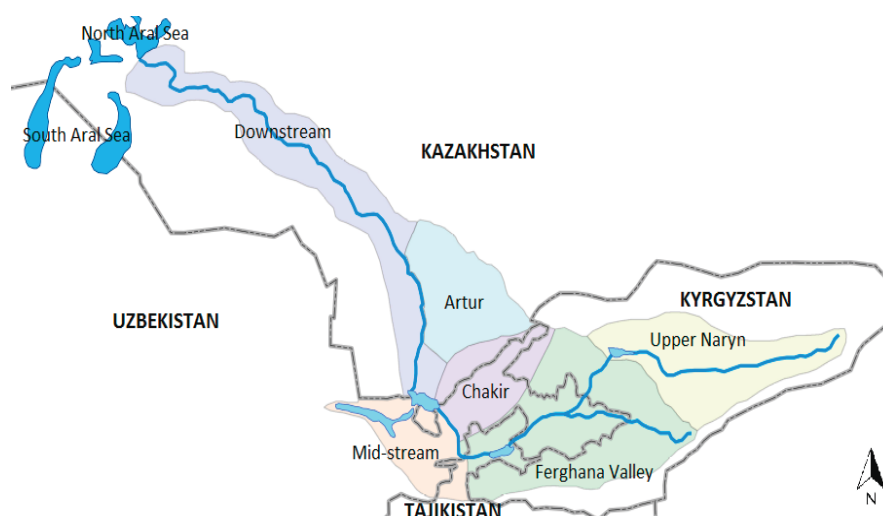 North Aral Sea
South Aral Sea
Downstream
KAZAKHSTAN
UZBEKISTAN
Artur
KYRGYZSTAN
Upper Naryn
Chakir
Mid-stream
Ferghana Valley
TAJIKISTAN
N